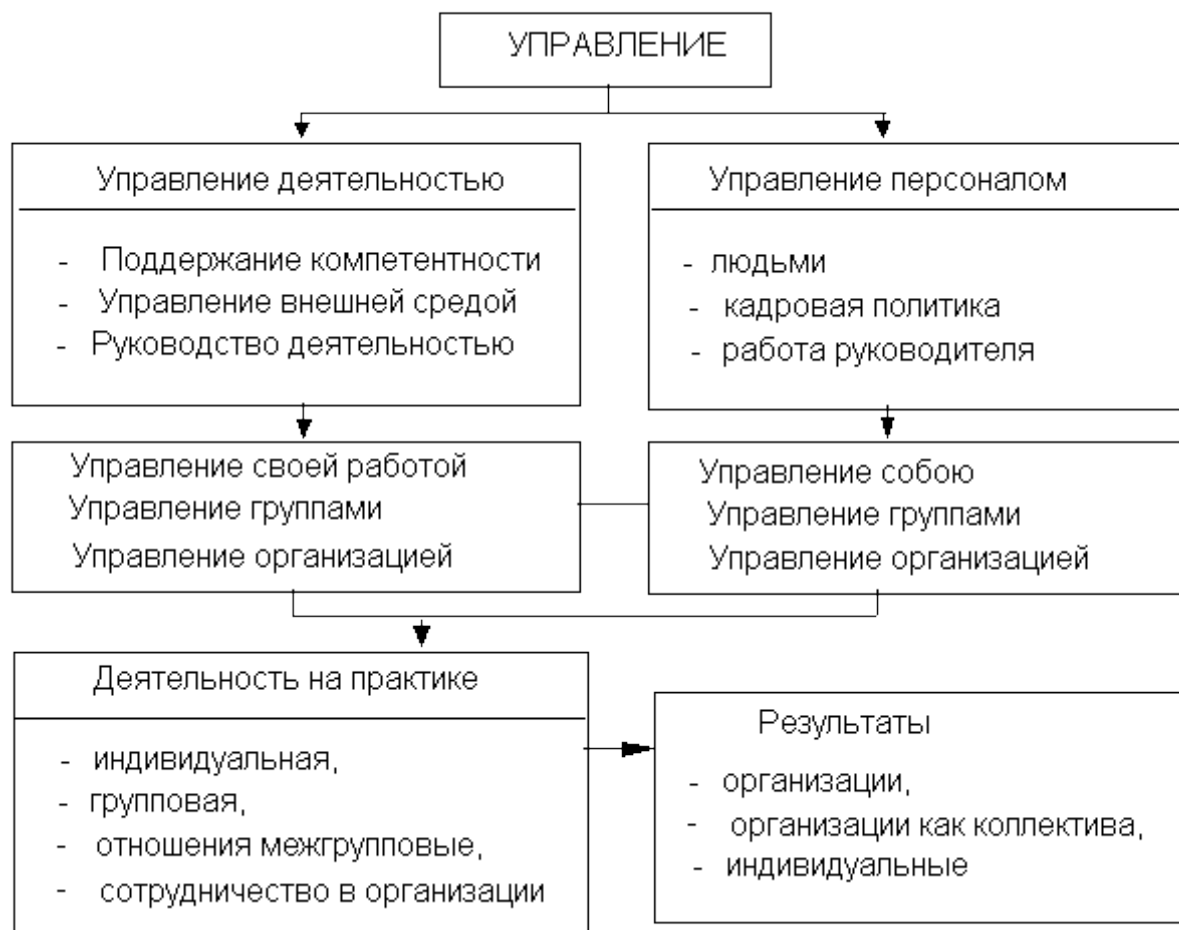 УПРАВЛЕНИЕ
Управление деятельностью
- Поддержание компетентности
- Управление внешней средой
- Руководство деятельностью
Управление персоналом
- людьми
- кадровая политика
- работа руководителя
Управление своей работой
Управление группами
Управление организацией
Управление собою
Управление группами
Управление организацией
Деятельность на практике
- индивидуальная,
- групповая,
- отношения межгрупповые,
- сотрудничество в организации
Результаты
- организации,
- организации как коллектива,
- индивидуальные